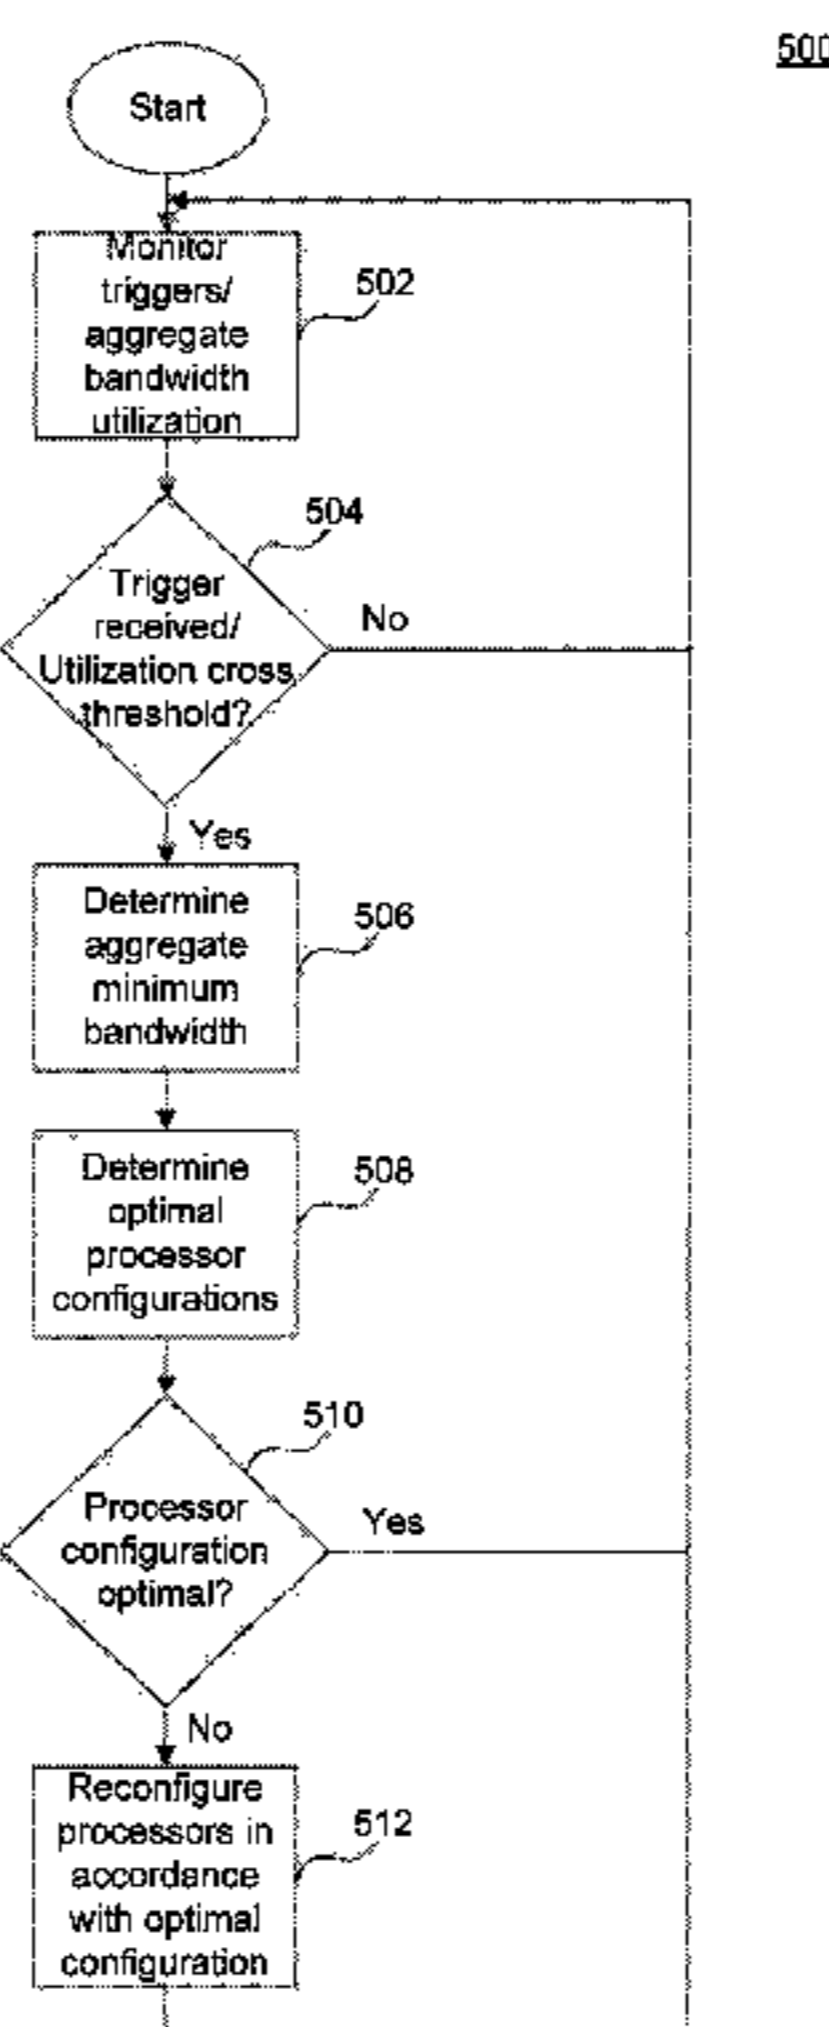 500
Start
Monitor
triggers/
aggregate
bandwidth
utilization
502
504
Trigger
received/
Utilization cross
threshold?
No
Yes
Determine
aggregate
minimum
bandwidth
506
Determine
optimal
processor
configurations
508
510
Processor
configuration
optimal?
Yes
No
Reconfigure
processors in
accordance
with optimal
configuration
512